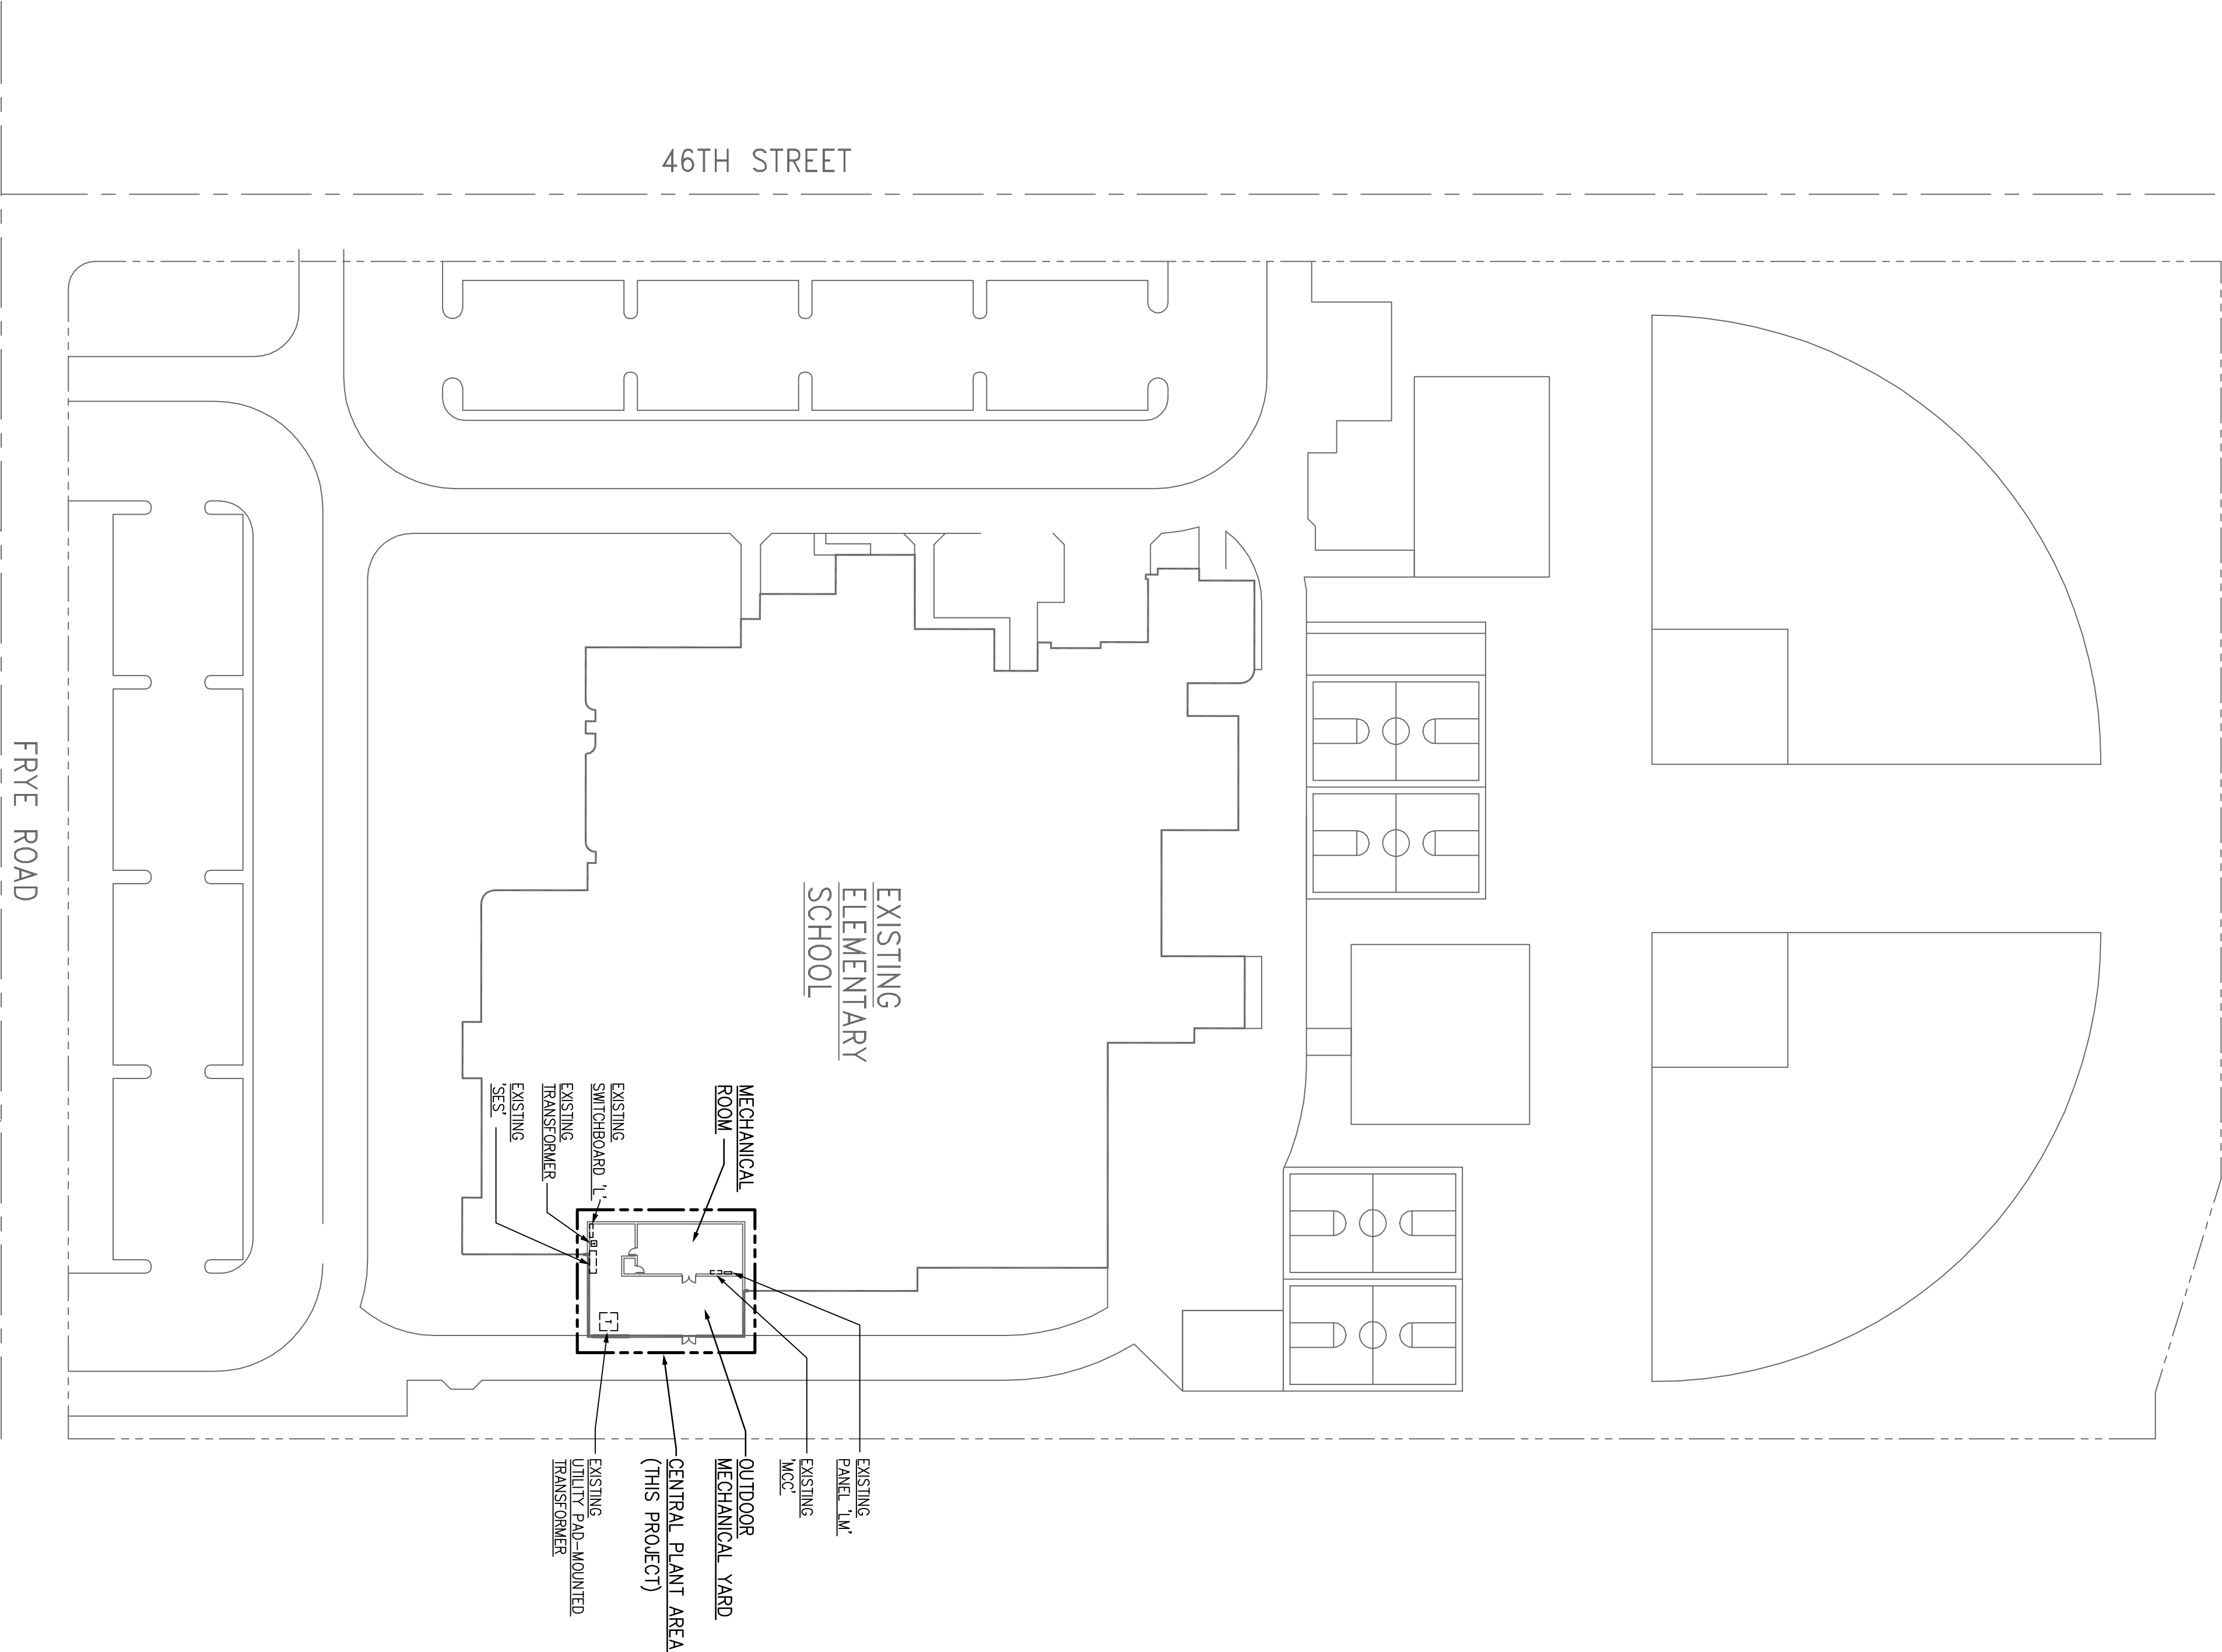 46TH STREET
FRYE ROAD
EXISTING
ELEMENTARY
SCHOOL
MECHANICAL
ROOM
EXISTING
SWITCHBOARD 'L'
EXISTING
TRANSFORMER
EXISTING
'SES'
T
EXISTING
PANEL 'LM'
EXISTING
'MCC'
OUTDOOR
MECHANICAL YARD
CENTRAL PLANT AREA
(THIS PROJECT)
EXISTING
UTILITY PAD-MOUNTED
TRANSFORMER